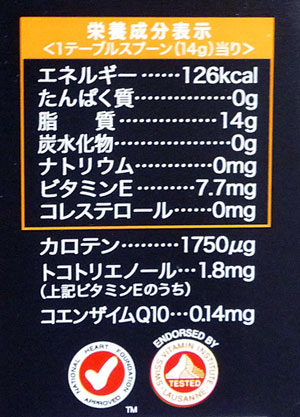 栄養成分表示
<1テーブルスプーン(14g)当り>
エネルギー……126kcal
たんぱく質…………0g
脂　　質…………14g
炭水化物…………0g
ナトリウム………0mg
ビタミンE………7.7mg
コレステロール…0mg
カロテン………1750μg
トコトリエノール…1.8mg
(上記ビタミンEのうち)
コエンザイムQ10…0.14mg
NATIONAL HEART FOUNDATION
APPROVED
TM
ENDORSED BY
SWISS VITAMIN INSTITUTE
TESTED
LAUSANNE